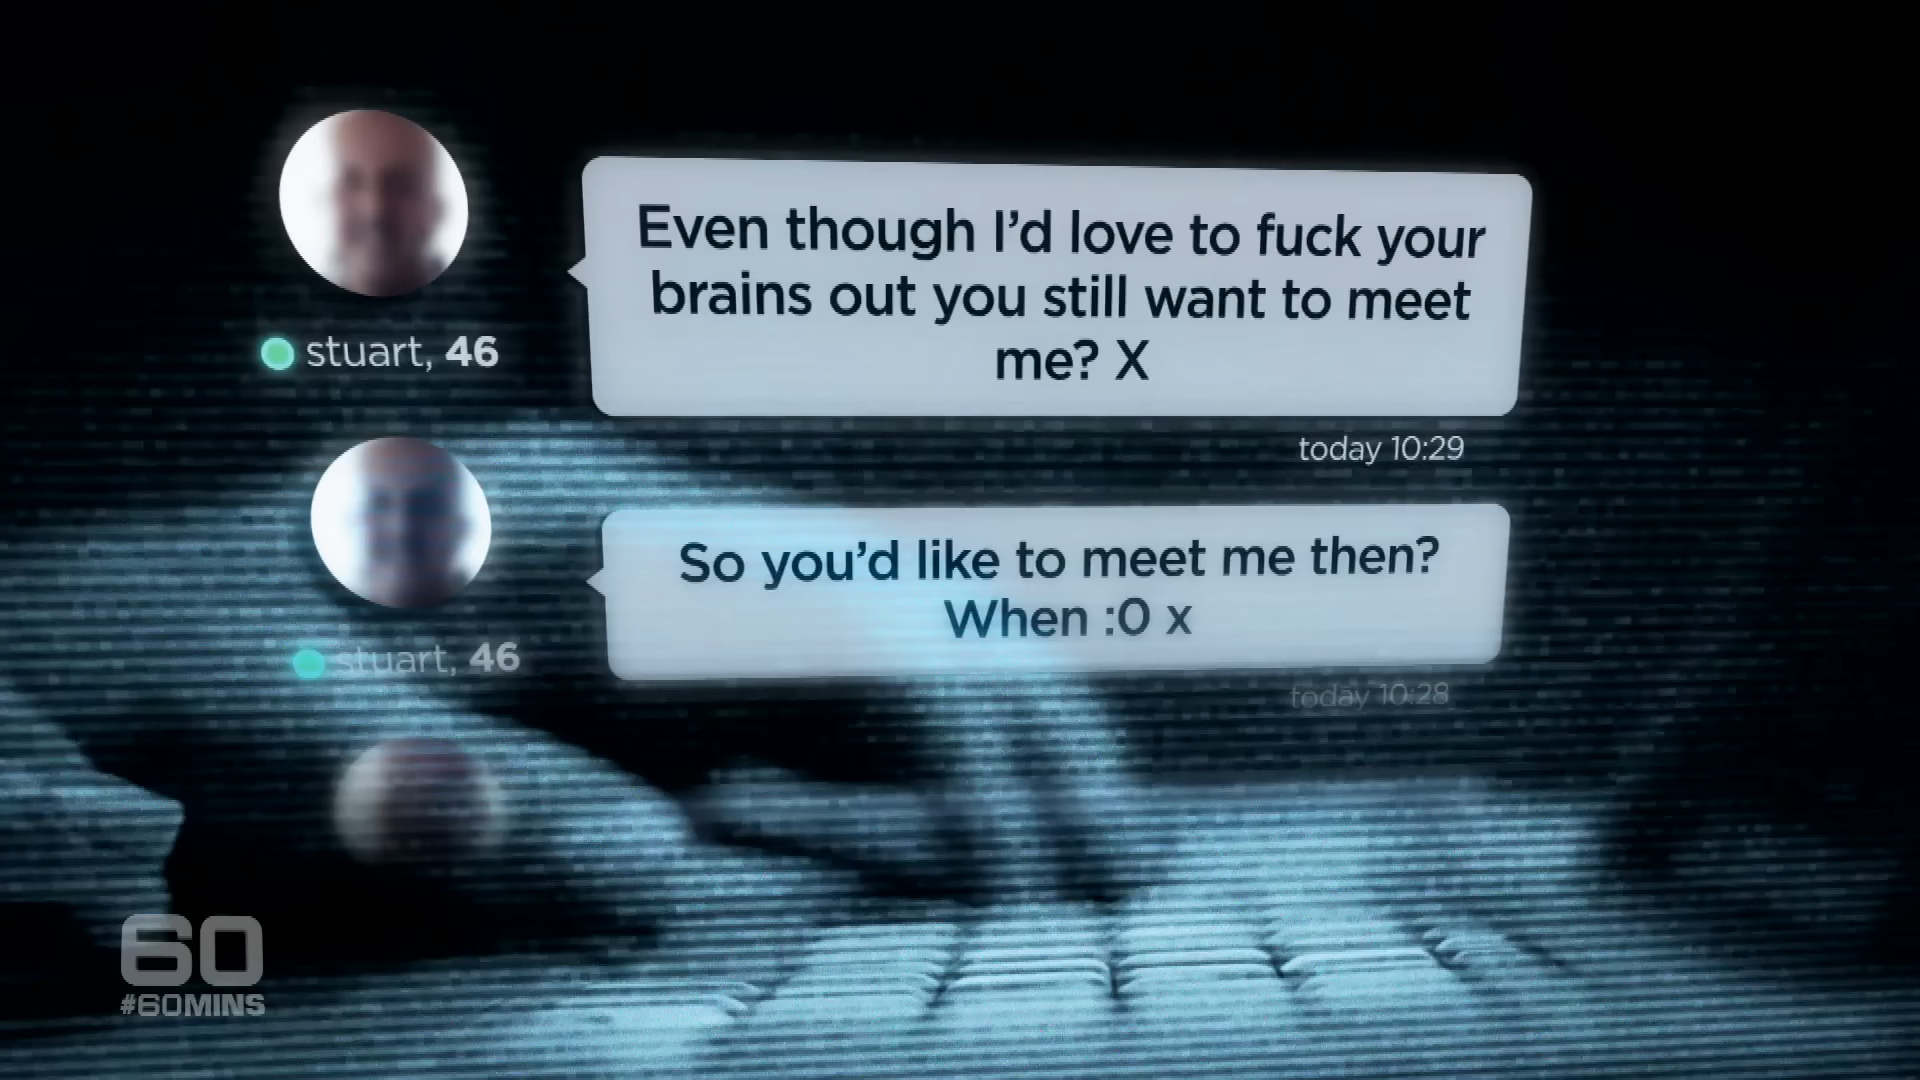 Even though I'd love to fuck your
brains out you still want to meet
me? X
stuart, 46
today 10:29
So you'd like to meet me then?
When :0 x
stuart, 46
today 10:28
60
#60MINS